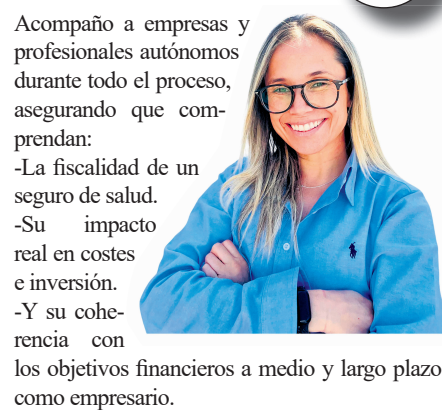 Acompaño a empresas y
profesionales autónomos
durante todo el proceso,
asegurando que com-
prendan:
-La fiscalidad de un
seguro de salud.
-Su impacto
real en costes
e inversión.
-Y su cohe-
rencia con
los objetivos financieros a medio y largo plazo
como empresario.